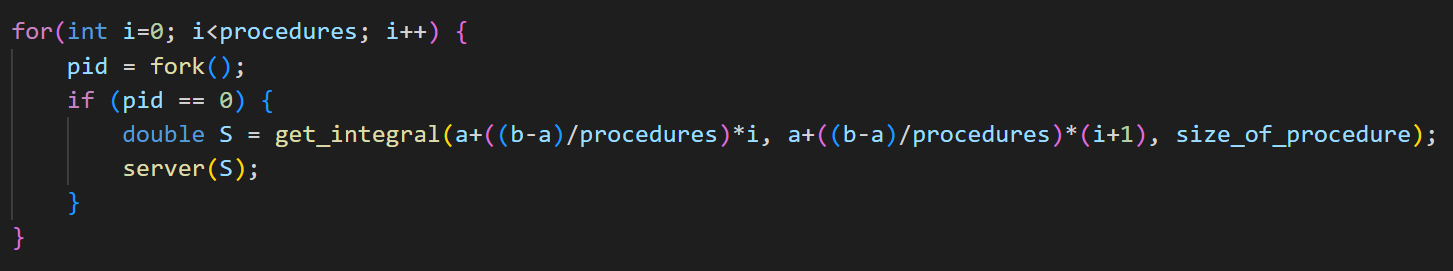 for(int i=0; i<procedures; i++) {
    pid = fork();
    if (pid == 0) {
        double S = get_integral(a+((b-a)/procedures)*i, a+((b-a)/procedures)*(i+1), size_of_procedure);
        server(S);
    }
}